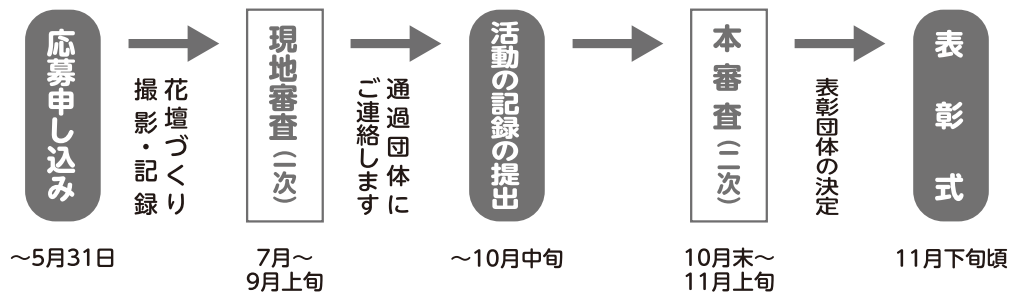 応募申し込み
花壇づくり
撮影・記録
現地審査(一次)
通過団体に
ご連絡します
活動の記録の提出
本審査(二次)
表彰団体の決定
表彰式
～5月31日
7月～
9月上旬
～10月中旬
10月末～
11月上旬
11月下旬頃